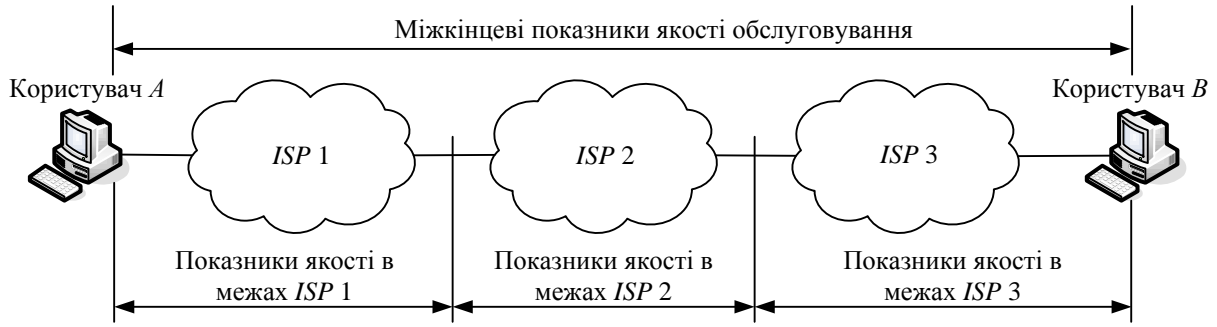 Міжкінцеві показники якості обслуговування
Користувач A
Користувач B
ISP 1
ISP 2
ISP 3
Показники якості в
межах ISP 1
Показники якості в
межах ISP 2
Показники якості в
межах ISP 3